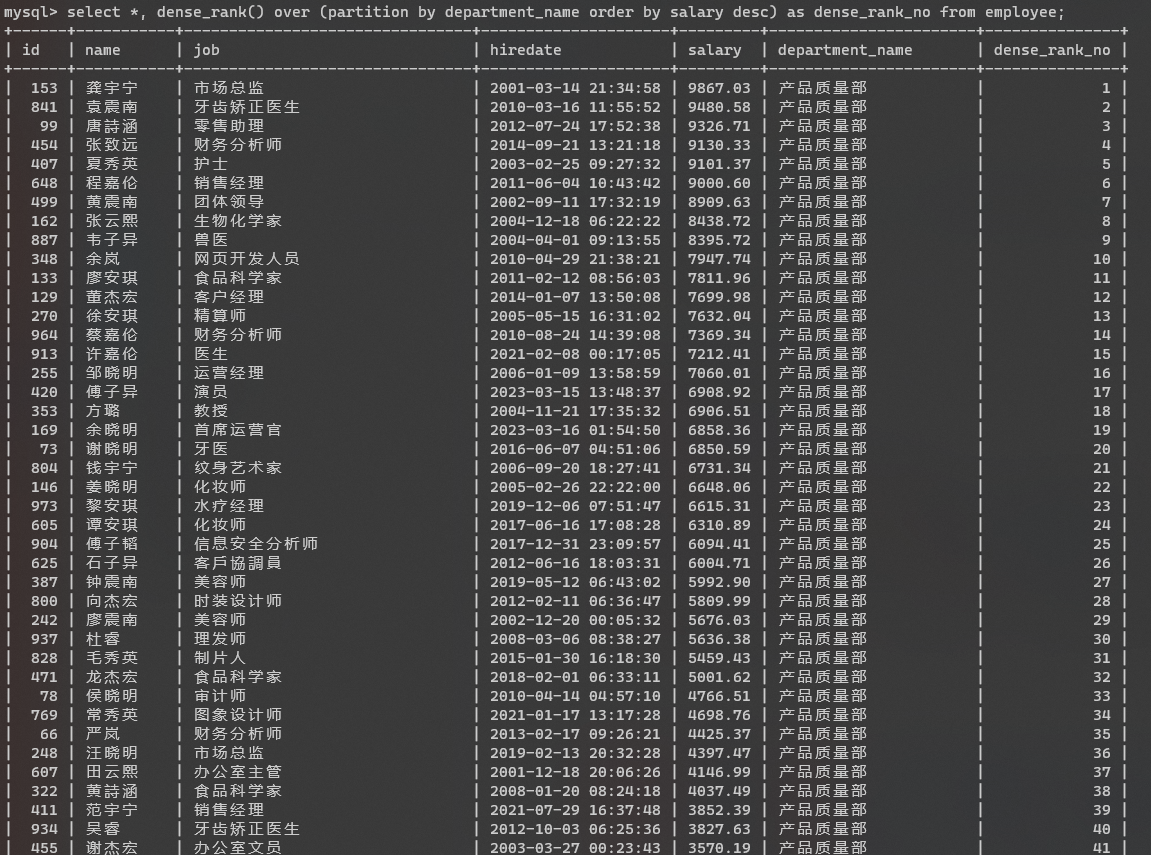 mysql> select *, dense_rank() over (partition by department_name order by salary desc) as dense_rank_no from employee;
| id | name | job | hiredate | salary | department_name | dense_rank_no |
| 153 | 龚宇宁 | 市场总监 | 2001-03-14 21:34:58 | 9867.03 | 产品质量部 | 1 |
| 841 | 袁震南 | 牙齿矫正医生 | 2010-03-16 11:55:52 | 9480.58 | 产品质量部 | 2 |
| 99 | 唐詩涵 | 零售助理 | 2012-07-24 17:52:38 | 9326.71 | 产品质量部 | 3 |
| 454 | 张致远 | 财务分析师 | 2014-09-21 13:21:18 | 9130.33 | 产品质量部 | 4 |
| 407 | 夏秀英 | 护士 | 2003-02-25 09:27:32 | 9101.37 | 产品质量部 | 5 |
| 648 | 程嘉伦 | 销售经理 | 2011-06-04 10:43:42 | 9000.60 | 产品质量部 | 6 |
| 499 | 黄震南 | 团体领导 | 2002-09-11 17:32:19 | 8909.63 | 产品质量部 | 7 |
| 162 | 张云熙 | 生物化学家 | 2004-12-18 06:22:22 | 8438.72 | 产品质量部 | 8 |
| 887 | 韦子异 | 兽医 | 2004-04-01 09:13:55 | 8395.72 | 产品质量部 | 9 |
| 348 | 余岚 | 网页开发人员 | 2010-04-29 21:38:21 | 7947.74 | 产品质量部 | 10 |
| 133 | 廖安琪 | 食品科学家 | 2011-02-12 08:56:03 | 7811.96 | 产品质量部 | 11 |
| 129 | 董杰宏 | 客户经理 | 2014-01-07 13:50:08 | 7699.98 | 产品质量部 | 12 |
| 270 | 徐安琪 | 精算师 | 2005-05-15 16:31:02 | 7632.04 | 产品质量部 | 13 |
| 964 | 蔡嘉伦 | 财务分析师 | 2010-08-24 14:39:08 | 7369.34 | 产品质量部 | 14 |
| 913 | 许嘉伦 | 医生 | 2021-02-08 00:17:05 | 7212.41 | 产品质量部 | 15 |
| 255 | 邹晓明 | 运营经理 | 2006-01-09 13:58:59 | 7060.01 | 产品质量部 | 16 |
| 420 | 傅子异 | 演员 | 2023-03-15 13:48:37 | 6908.92 | 产品质量部 | 17 |
| 353 | 方璐 | 教授 | 2004-11-21 17:35:32 | 6906.51 | 产品质量部 | 18 |
| 169 | 余晓明 | 首席运营官 | 2023-03-16 01:54:50 | 6858.36 | 产品质量部 | 19 |
| 73 | 谢晓明 | 牙医 | 2016-06-07 04:51:06 | 6850.59 | 产品质量部 | 20 |
| 804 | 钱宇宁 | 纹身艺术家 | 2006-09-20 18:27:41 | 6731.34 | 产品质量部 | 21 |
| 146 | 姜晓明 | 化妆师 | 2005-02-26 22:22:00 | 6648.06 | 产品质量部 | 22 |
| 973 | 黎安琪 | 水疗经理 | 2019-12-06 07:51:47 | 6615.31 | 产品质量部 | 23 |
| 605 | 谭安琪 | 化妆师 | 2017-06-16 17:08:28 | 6310.89 | 产品质量部 | 24 |
| 904 | 傅子韬 | 信息安全分析师 | 2017-12-31 23:09:57 | 6094.41 | 产品质量部 | 25 |
| 625 | 石子异 | 客戶協調員 | 2012-06-16 18:03:31 | 6004.71 | 产品质量部 | 26 |
| 387 | 钟震南 | 美容师 | 2019-05-12 06:43:02 | 5992.90 | 产品质量部 | 27 |
| 800 | 向杰宏 | 时装设计师 | 2012-02-11 06:36:47 | 5809.99 | 产品质量部 | 28 |
| 242 | 廖震南 | 美容师 | 2002-12-20 00:05:32 | 5676.03 | 产品质量部 | 29 |
| 937 | 杜睿 | 理发师 | 2008-03-06 08:38:27 | 5636.38 | 产品质量部 | 30 |
| 828 | 毛秀英 | 制片人 | 2015-01-30 16:18:30 | 5459.43 | 产品质量部 | 31 |
| 471 | 龙杰宏 | 食品科学家 | 2018-02-01 06:33:11 | 5001.62 | 产品质量部 | 32 |
| 78 | 侯晓明 | 审计师 | 2010-04-14 04:57:10 | 4766.51 | 产品质量部 | 33 |
| 769 | 常秀英 | 图象设计师 | 2021-01-17 13:17:28 | 4698.76 | 产品质量部 | 34 |
| 66 | 严岚 | 财务分析师 | 2013-02-17 09:26:21 | 4425.37 | 产品质量部 | 35 |
| 248 | 汪晓明 | 市场总监 | 2019-02-13 20:32:28 | 4397.47 | 产品质量部 | 36 |
| 607 | 田云熙 | 办公室主管 | 2001-12-18 20:06:26 | 4146.99 | 产品质量部 | 37 |
| 322 | 黄詩涵 | 食品科学家 | 2008-01-20 08:24:18 | 4037.49 | 产品质量部 | 38 |
| 411 | 范宇宁 | 销售经理 | 2021-07-29 16:37:48 | 3852.39 | 产品质量部 | 39 |
| 934 | 吴睿 | 牙齿矫正医生 | 2012-10-03 06:25:36 | 3827.63 | 产品质量部 | 40 |
| 455 | 谢杰宏 | 办公室文员 | 2003-03-27 00:23:43 | 3570.19 | 产品质量部 | 41 |